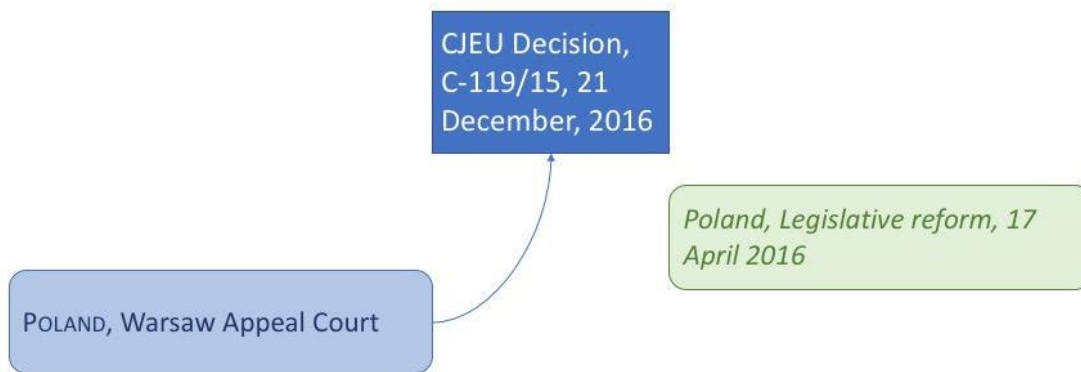 CJEU Decision,
C-119/15, 21
December, 2016
Poland, Legislative reform, 17
April 2016
POLAND, Warsaw Appeal Court